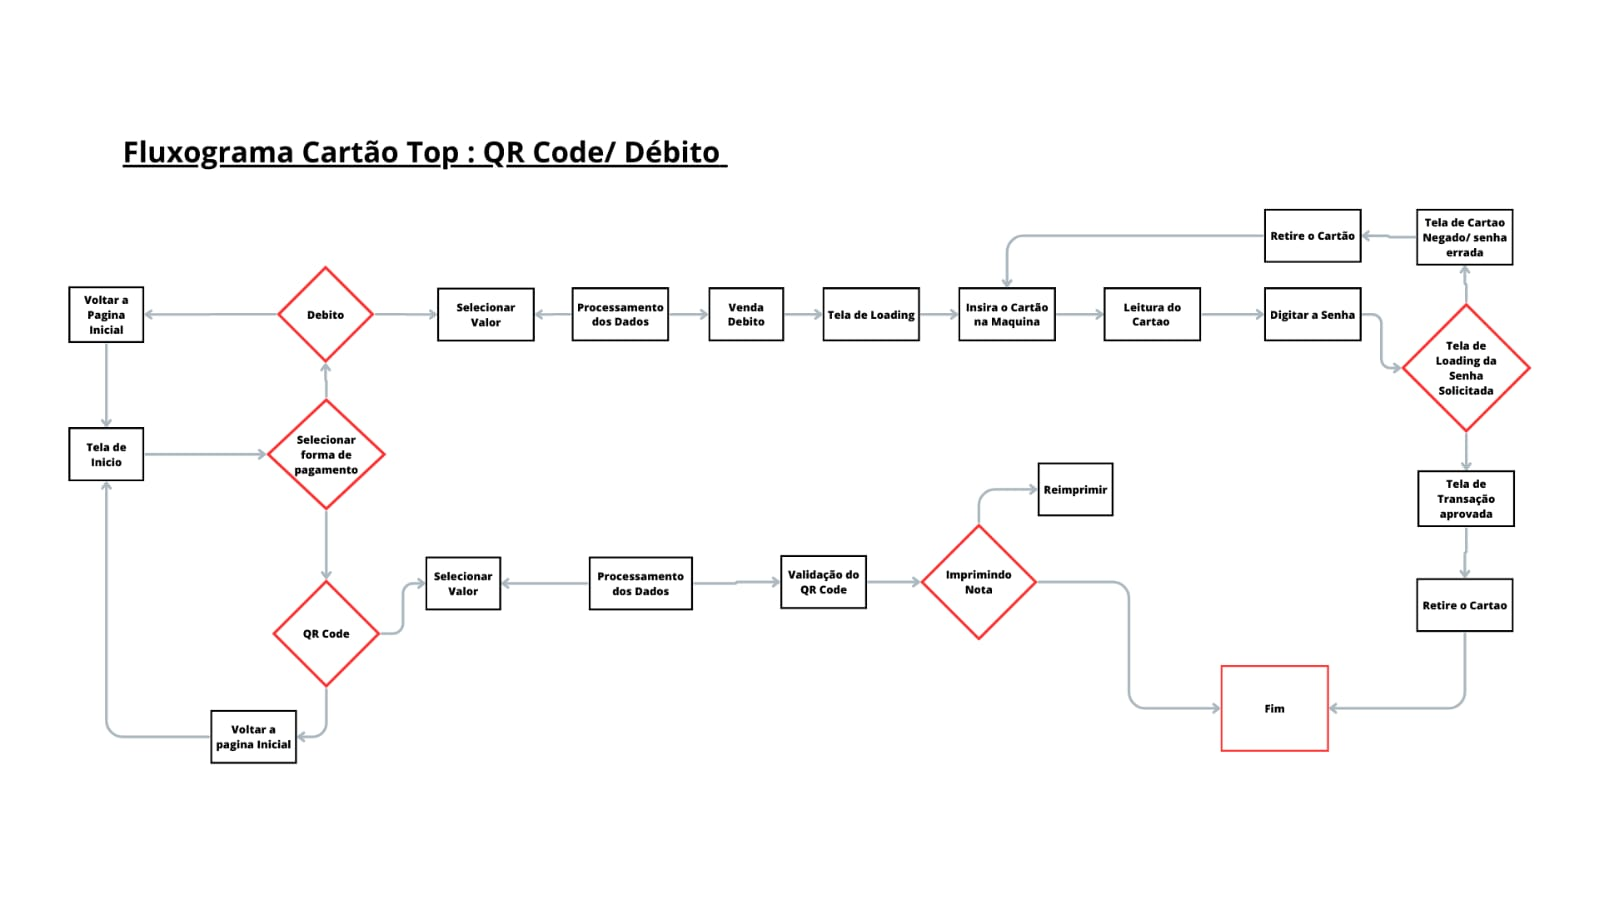 Fluxograma Cartão Top : QR Code/ Débito
Retire o Cartão
Tela de Cartao
Negado/ senha
errada
Voltar a
Pagina
Inicial
Debito
Selecionar
Valor
Processamento
dos Dados
Venda
Debito
Tela de Loading
Insira o Cartão
na Maquina
Leitura do
Cartao
Digitar a Senha
Tela de
Loading da
Senha
Solicitada
Tela de
Inicio
Selecionar
forma de
pagamento
Reimprimir
Tela de
Transação
aprovada
QR Code
Selecionar
Valor
Processamento
dos Dados
Validação do
QR Code
Imprimindo
Nota
Retire o Cartao
Voltar a
pagina Inicial
Fim